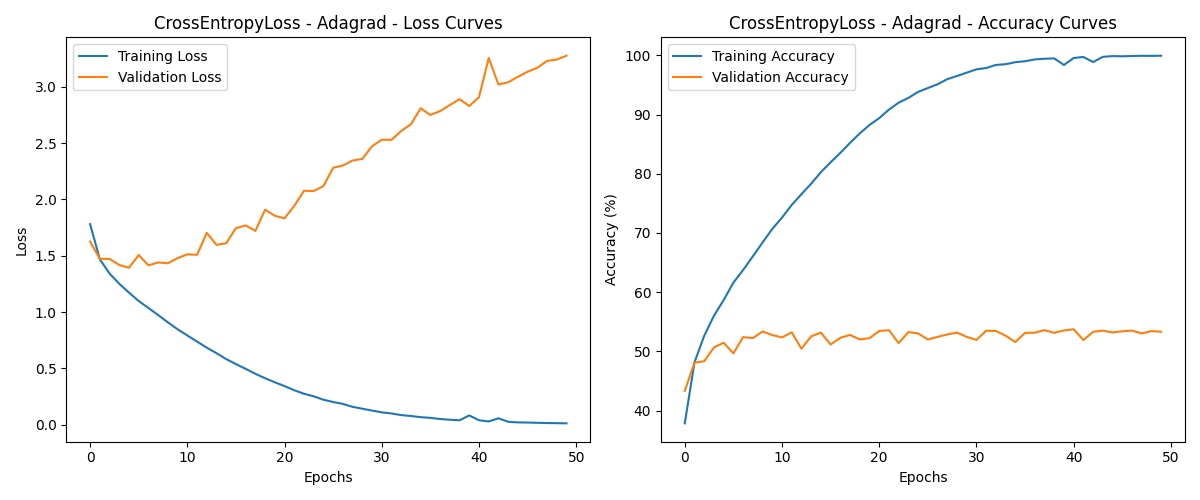 CrossEntropyLoss - Adagrad - Loss Curves
Training Loss
Validation Loss
3.0
2.5
2.0
1.5
1.0
0.5
0.0
Loss
0 10 20 30 40 50
Epochs
CrossEntropyLoss - Adagrad - Accuracy Curves
Training Accuracy
Validation Accuracy
100
90
80
70
60
50
40
Accuracy (%)
0 10 20 30 40 50
Epochs